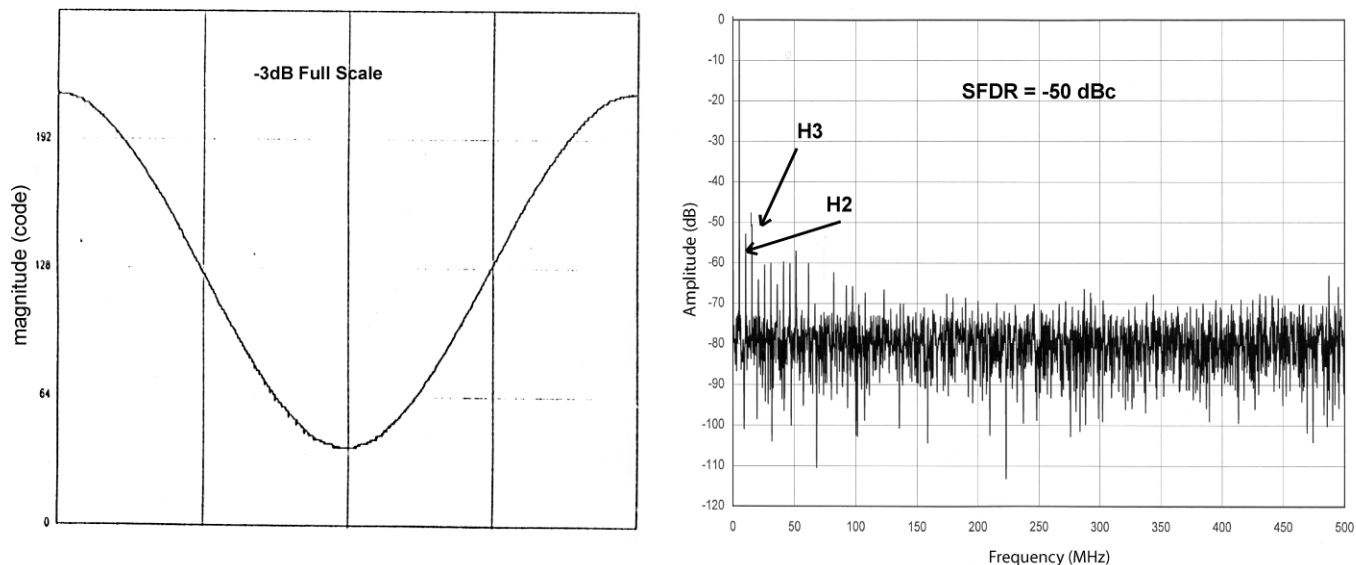 -3dB Full Scale
192
128
64
0
magnitude (code)
0
-10
-20
-30
-40
-50
-60
-70
-80
-90
-100
-110
-120
Amplitude (dB)
SFDR = -50 dBc
H3
H2
0 50 100 150 200 250 300 350 400 450 500
Frequency (MHz)